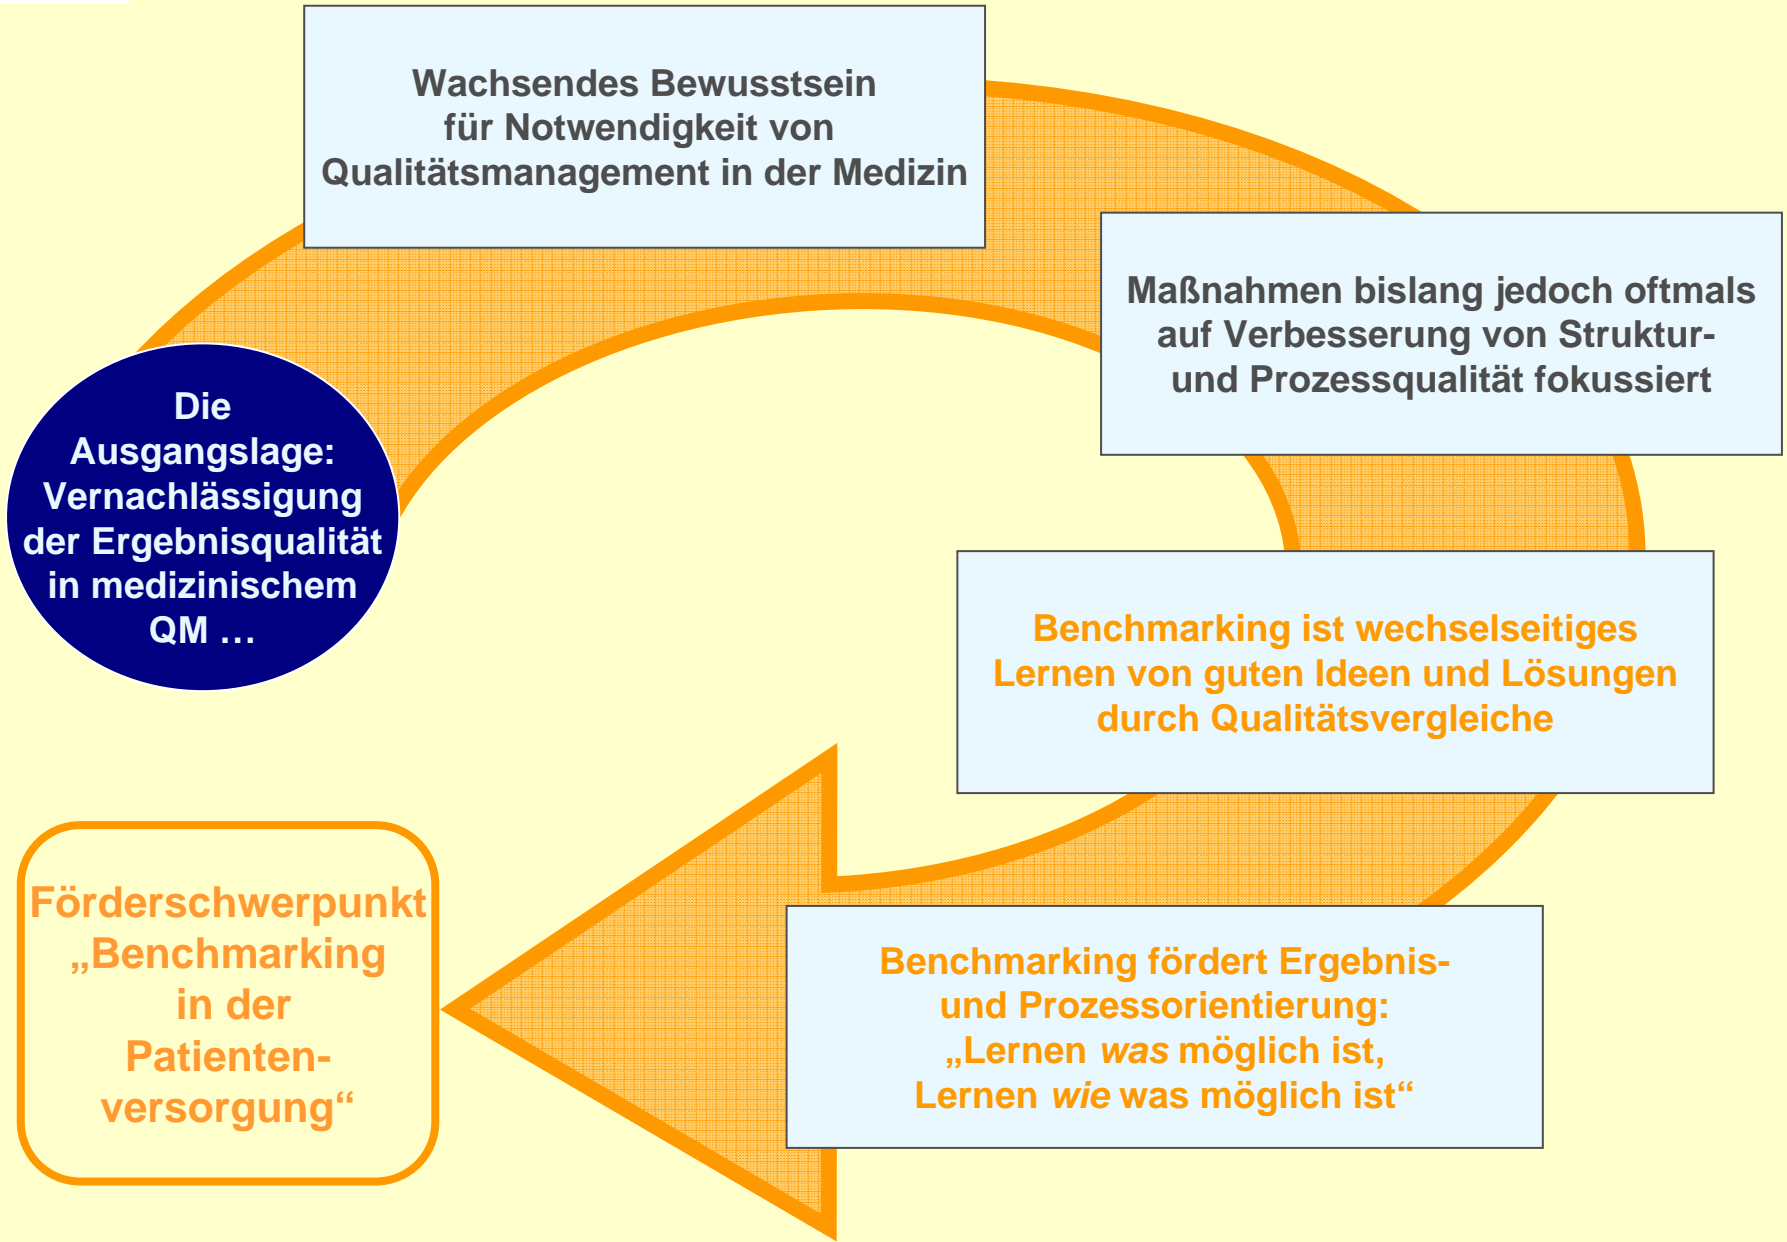 Wachsendes Bewusstsein
für Notwendigkeit von
Qualitätsmanagement in der Medizin
Maßnahmen bislang jedoch oftmals
auf Verbesserung von Struktur-
und Prozessqualität fokussiert
Die
Ausgangslage:
Vernachlässigung
der Ergebnisqualität
in medizinischem
QM …
Benchmarking ist wechselseitiges
Lernen von guten Ideen und Lösungen
durch Qualitätsvergleiche
Benchmarking fördert Ergebnis-
und Prozessorientierung:
„Lernen was möglich ist,
Lernen wie was möglich ist“
Förderschwerpunkt
„Benchmarking
in der
Patienten-
versorgung“